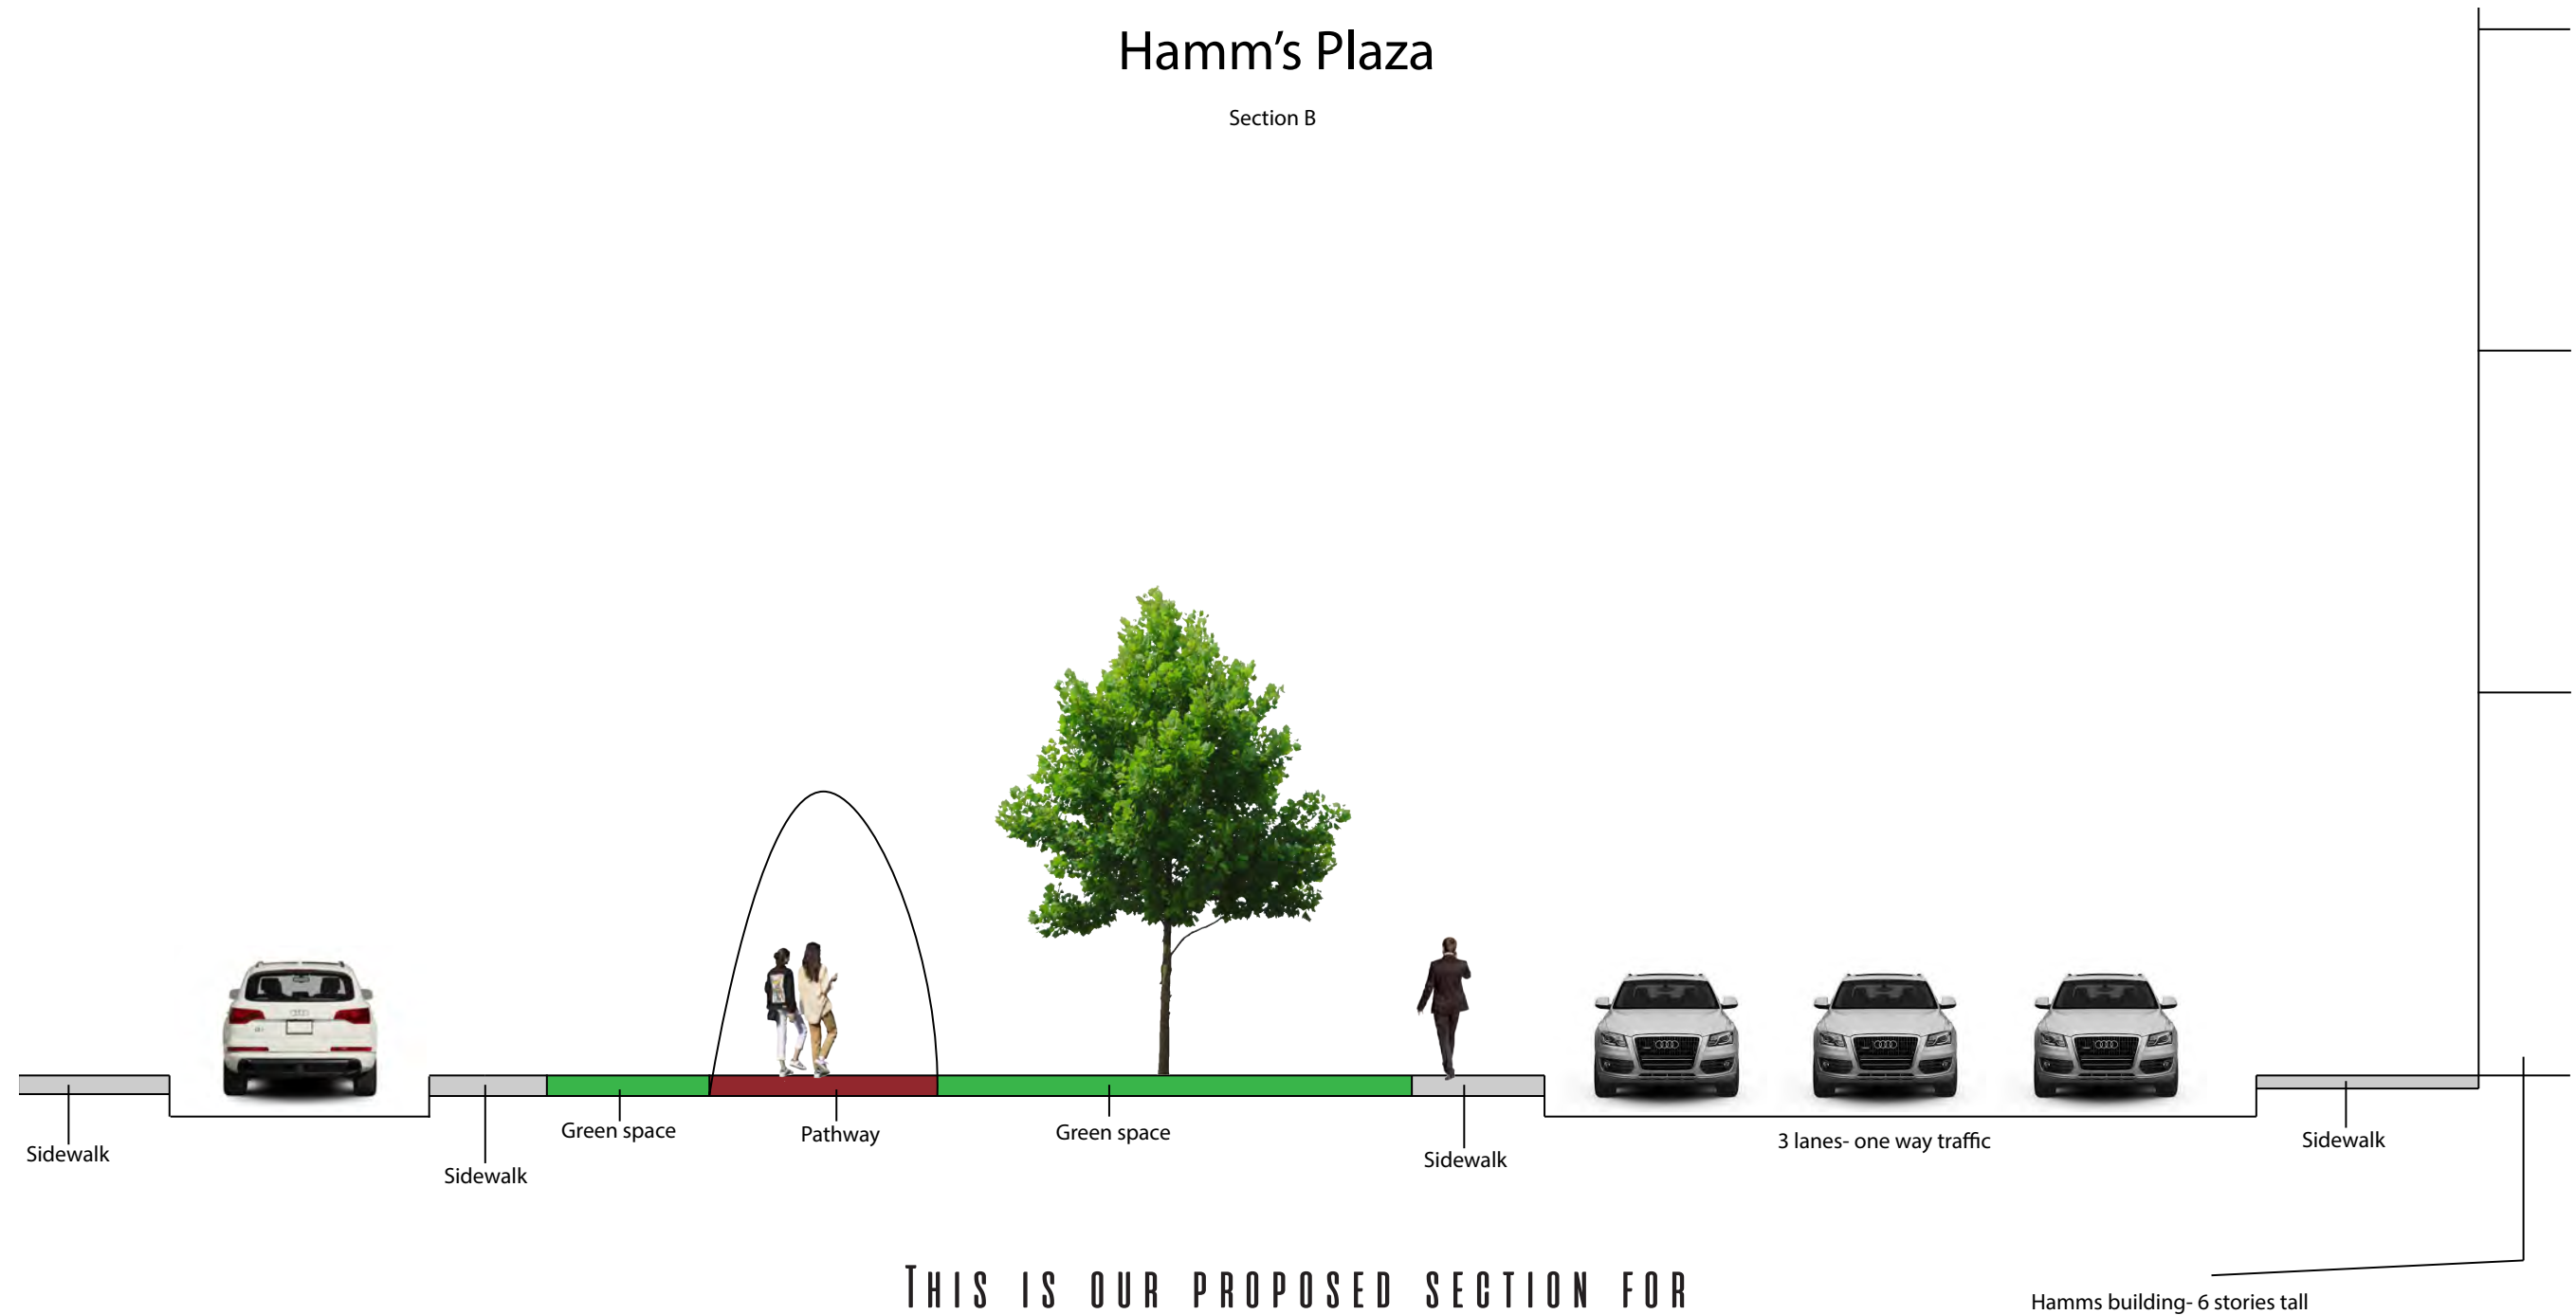 Hamm's Plaza
Section B
Green space
Pathway
Green space
3 lanes- one way traffic
Sidewalk
Sidewalk
Sidewalk
Sidewalk
THIS IS OUR PROPOSED SECTION FOR
Hamms building- 6 stories tall